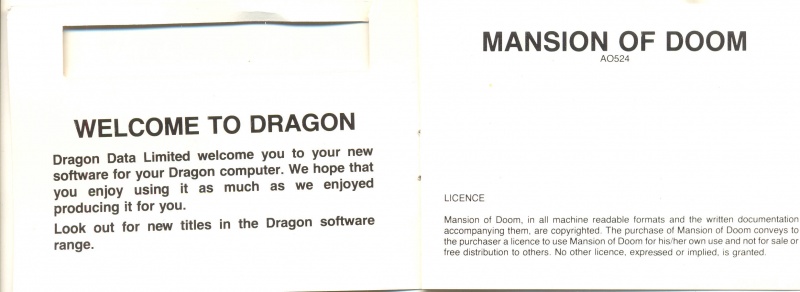 WELCOME TO DRAGON
Dragon Data Limited welcome you to your new
software for your Dragon computer. We hope that
you enjoy using it as much as we enjoyed
producing it for you.
Look out for new titles in the Dragon software
range.
MANSION OF DOOM
AO524
LICENCE
Mansion of Doom, in all machine readable formats and the written documentation
accompanying them, are copyrighted. The purchase of Mansion of Doom conveys to
the purchaser a licence to use Mansion of Doom for his/her own use and not for sale or
free distribution to others. No other licence, expressed or implied, is granted.